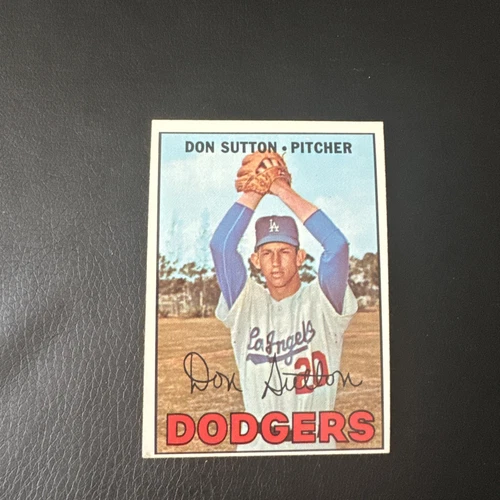 DON SUTTON • PITCHER
LA
Los Angeles
20
Don Sutton
DODGERS